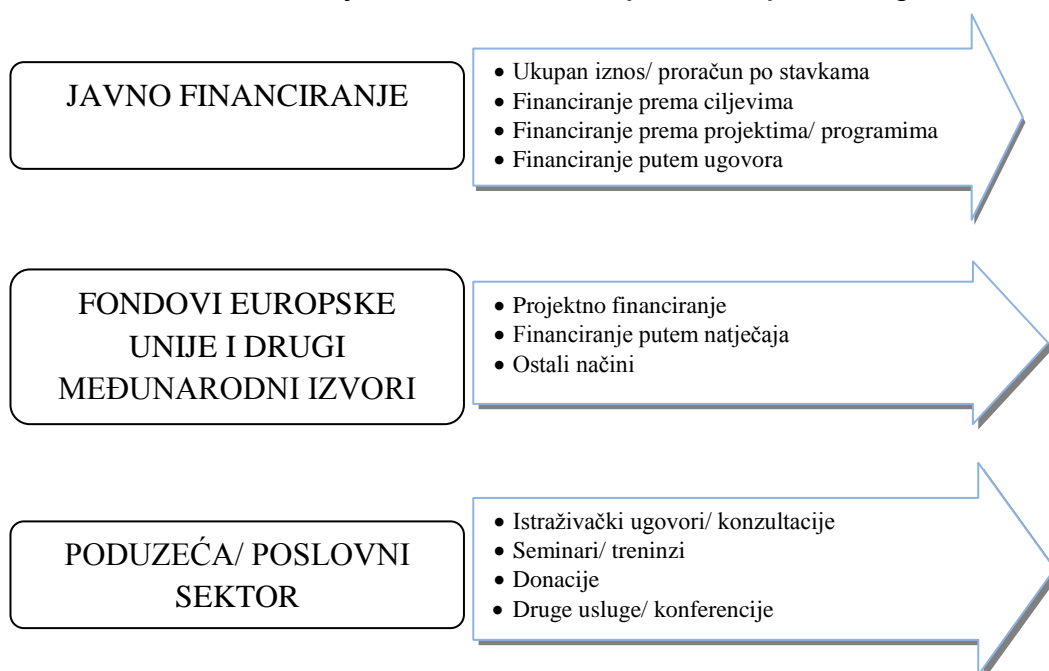 JAVNO FINANCIRANJE
• Ukupan iznos/ proračun po stavkama
• Financiranje prema ciljevima
• Financiranje prema projektima/ programima
• Financiranje putem ugovora
FONDOVI EUROPSKE
UNIJE I DRUGI
MEĐUNARODNI IZVORI
• Projektno financiranje
• Financiranje putem natječaja
• Ostali načini
PODUZEĆA/ POSLOVNI
SEKTOR
• Istraživački ugovori/ konzultacije
• Seminari/ treninzi
• Donacije
• Druge usluge/ konferencije